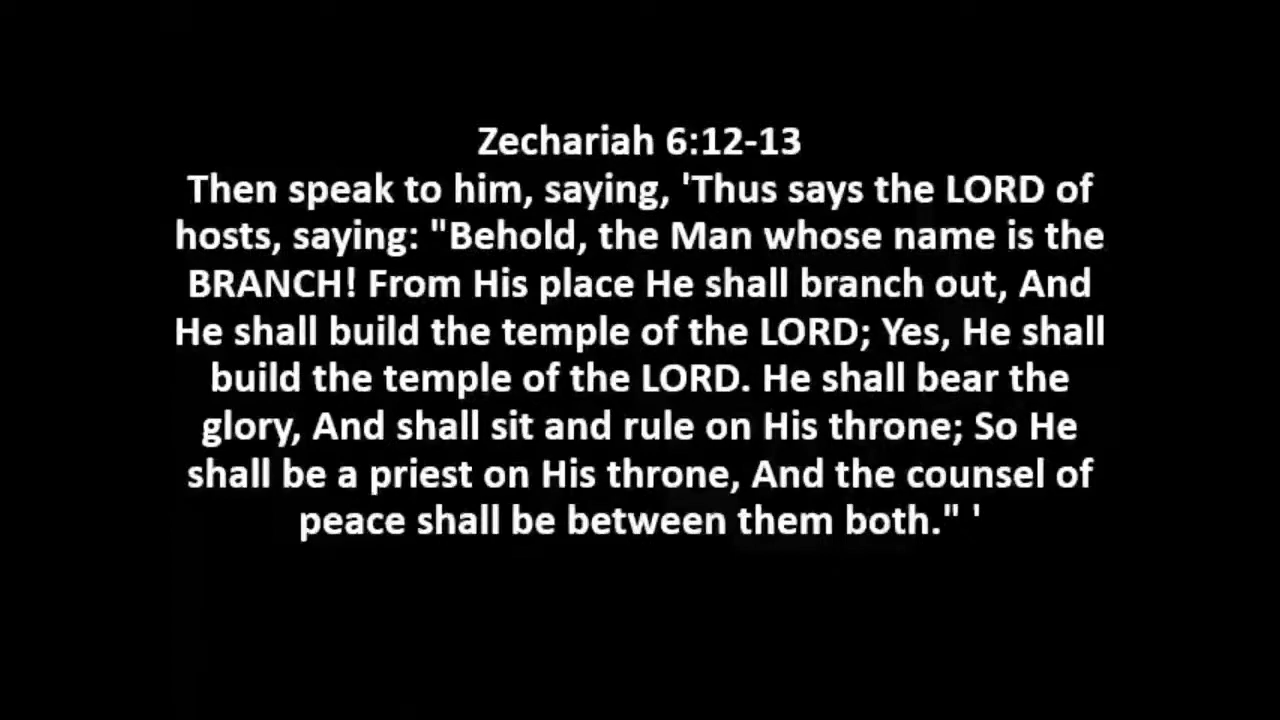 Zechariah 6:12-13
Then speak to him, saying, 'Thus says the LORD of
hosts, saying: "Behold, the Man whose name is the
BRANCH! From His place He shall branch out, And
He shall build the temple of the LORD; Yes, He shall
build the temple of the LORD. He shall bear the
glory, And shall sit and rule on His throne; So He
shall be a priest on His throne, And the counsel of
peace shall be between them both." '